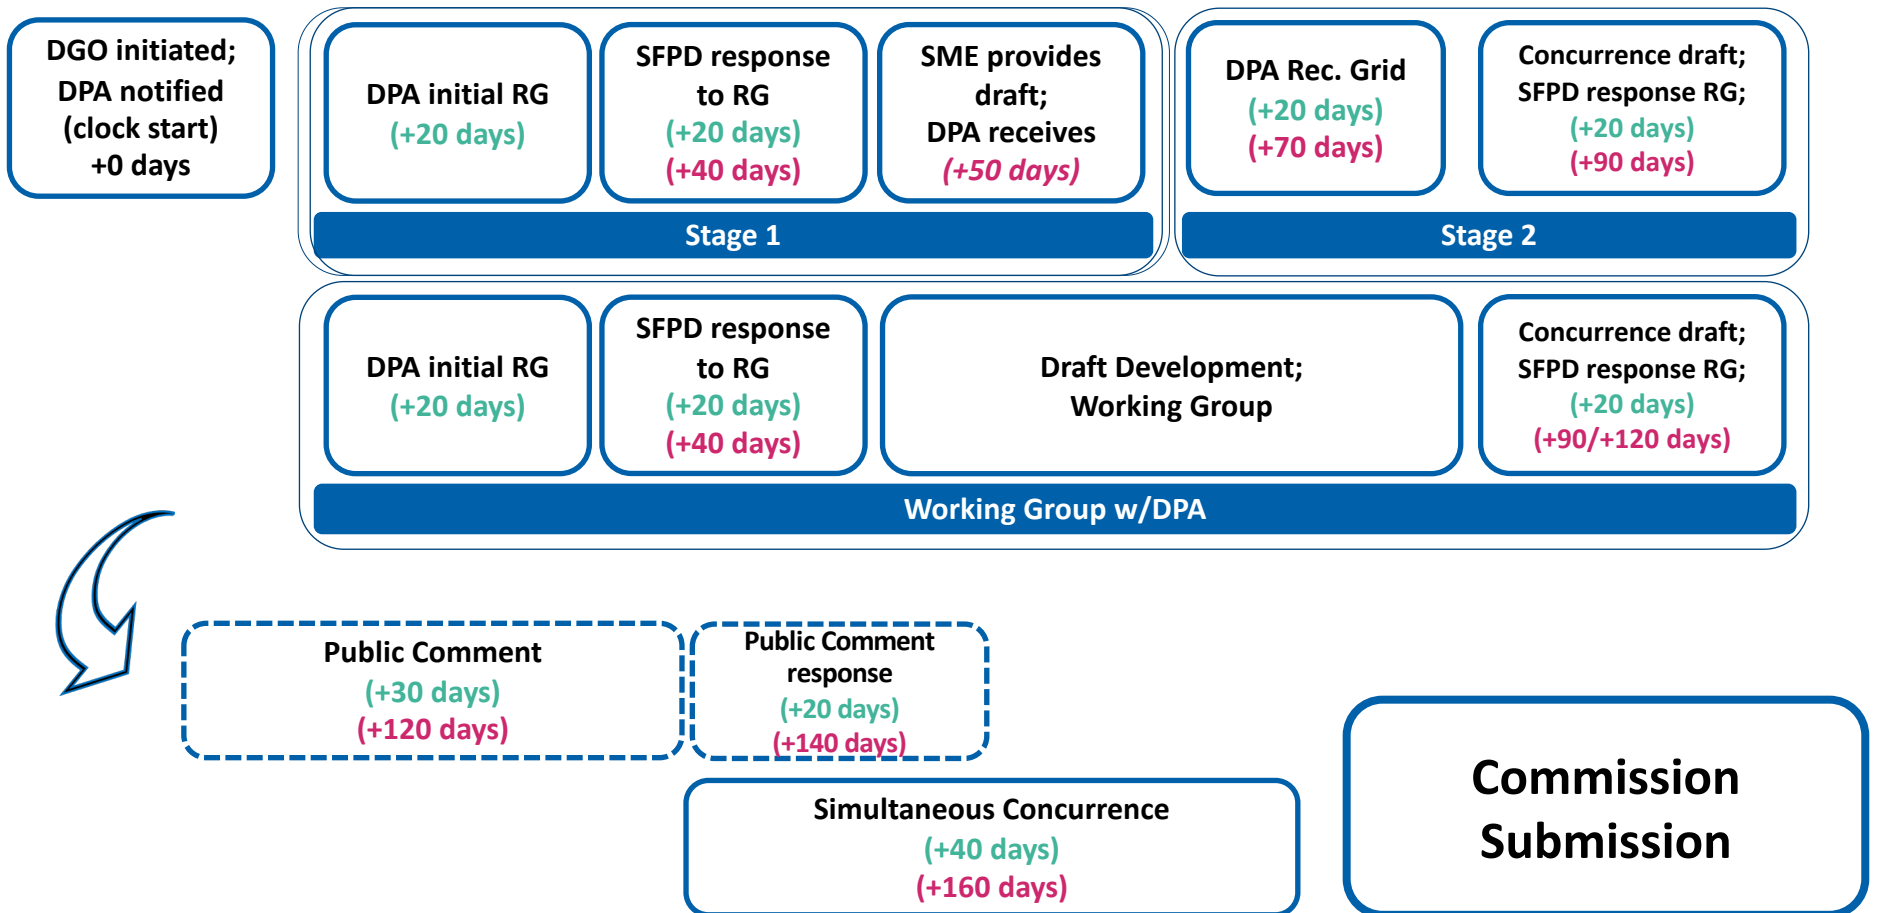 DGO initiated;
DPA notified
(clock start)
+0 days
DPA initial RG
(+20 days)
SFPD response
to RG
(+20 days)
(+40 days)
SME provides
draft;
DPA receives
(+50 days)
Stage 1
DPA Rec. Grid
(+20 days)
(+70 days)
Concurrence draft;
SFPD response RG;
(+20 days)
(+90 days)
Stage 2
DPA initial RG
(+20 days)
SFPD response
to RG
(+20 days)
(+40 days)
Draft Development;
Working Group
Concurrence draft;
SFPD response RG;
(+20 days)
(+90/+120 days)
Working Group w/DPA
Public Comment
(+30 days)
(+120 days)
Public Comment
response
(+20 days)
(+140 days)
Simultaneous Concurrence
(+40 days)
(+160 days)
Commission
Submission